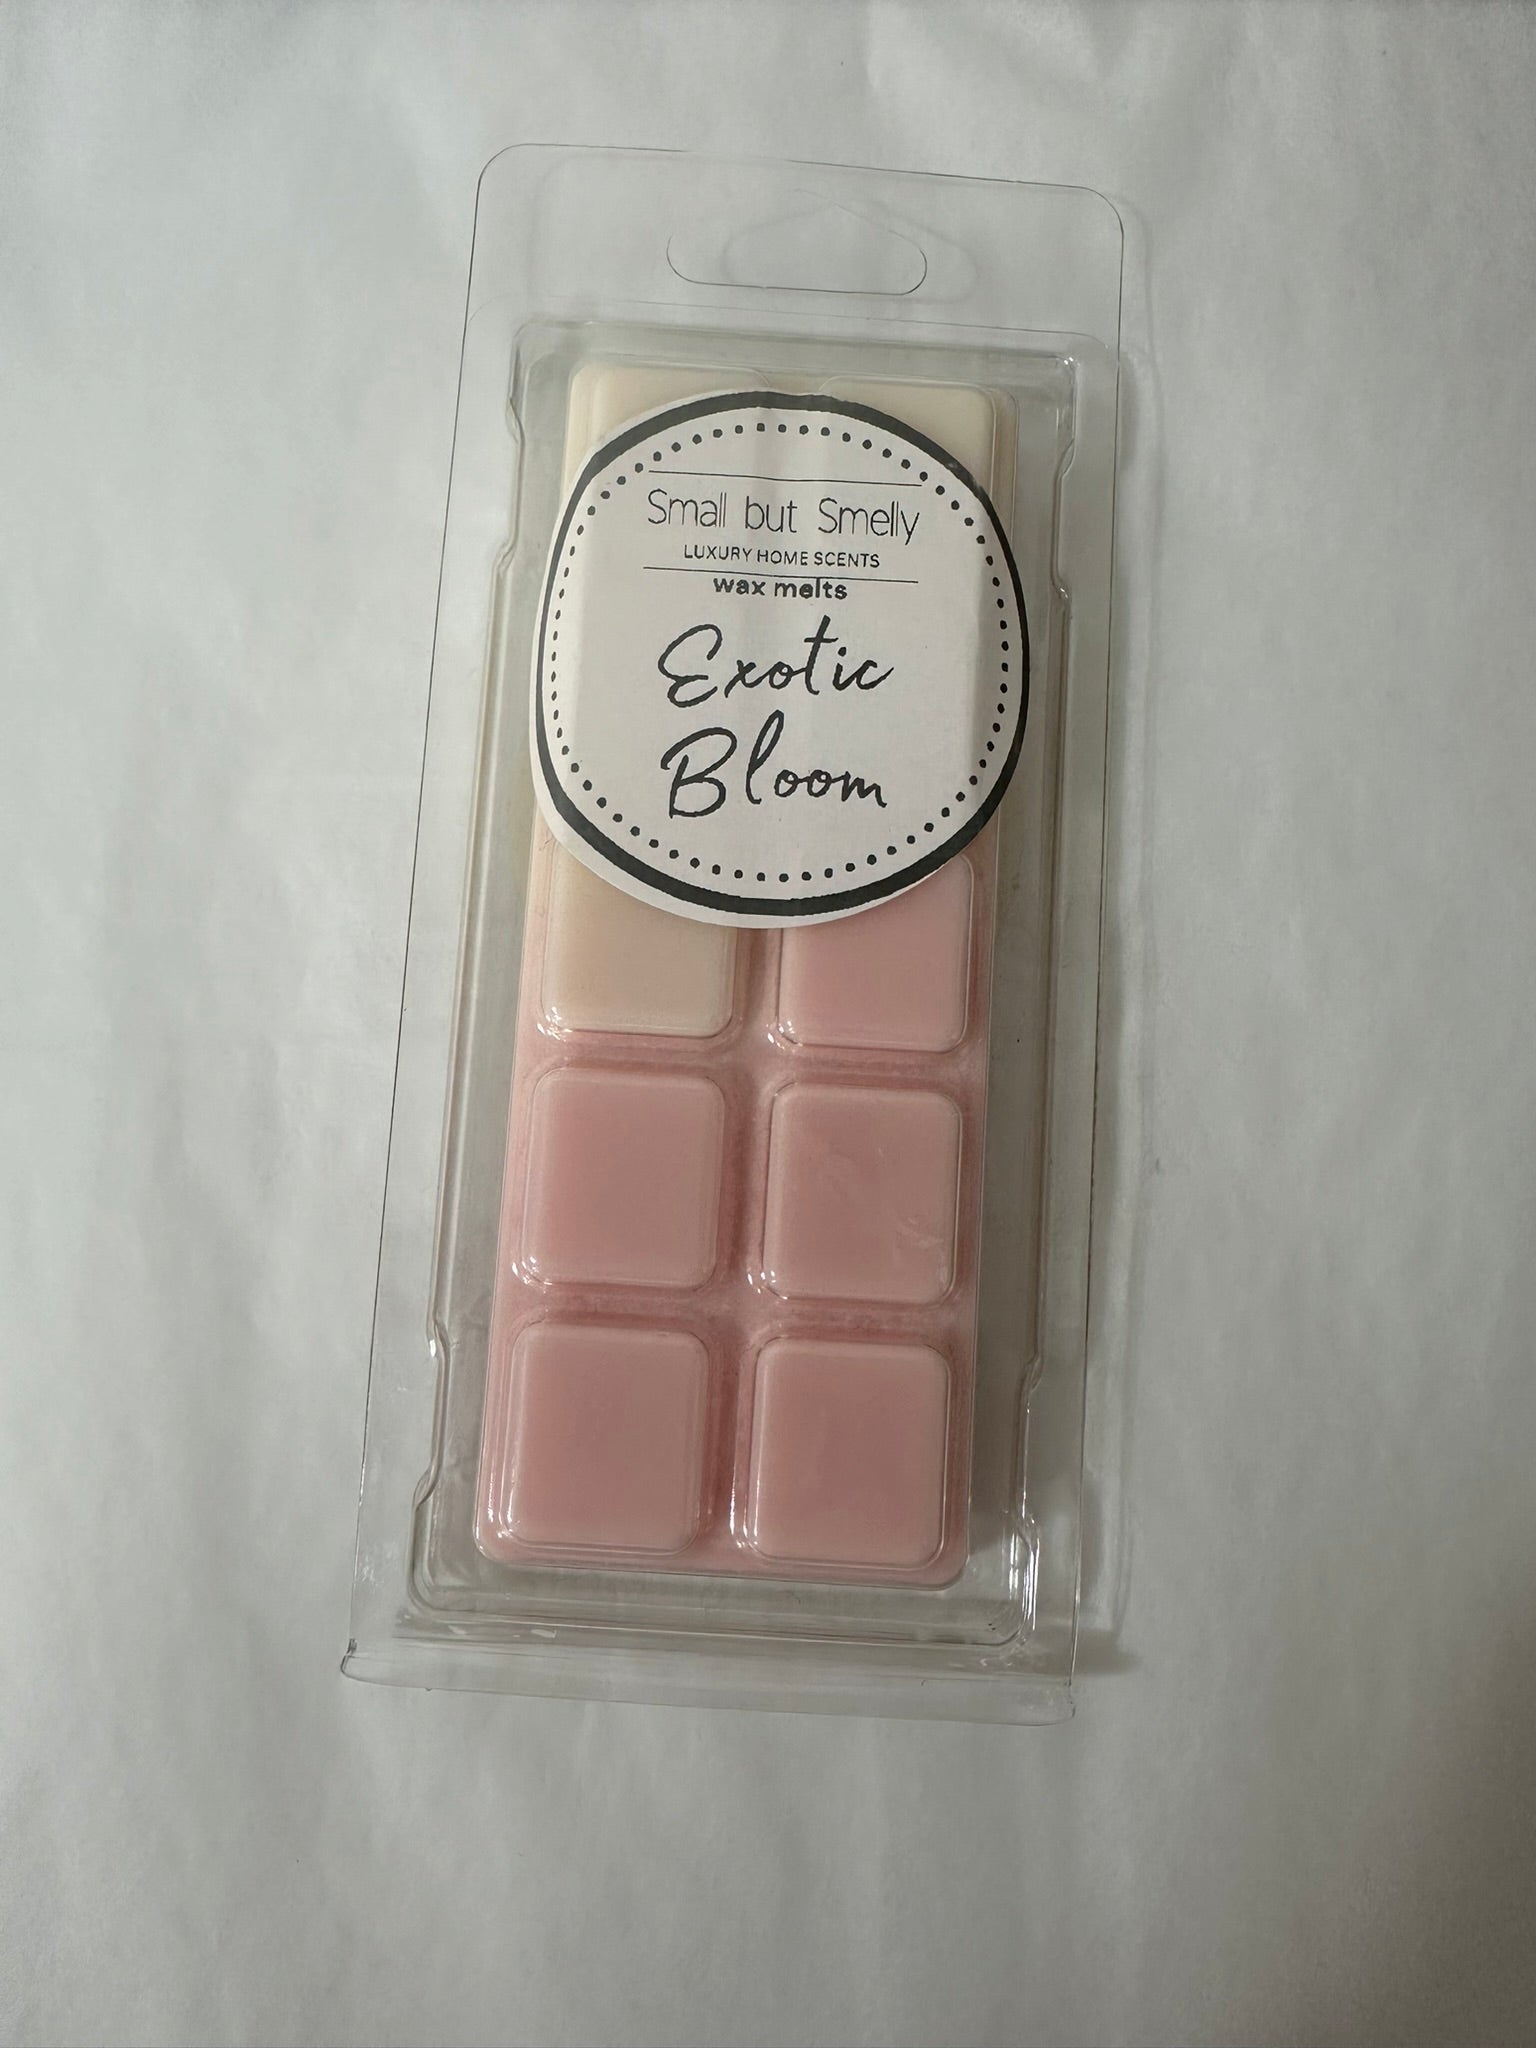 Small but Smelly
LUXURY HOME SCENTS
wax melts
Exotic
Bloom